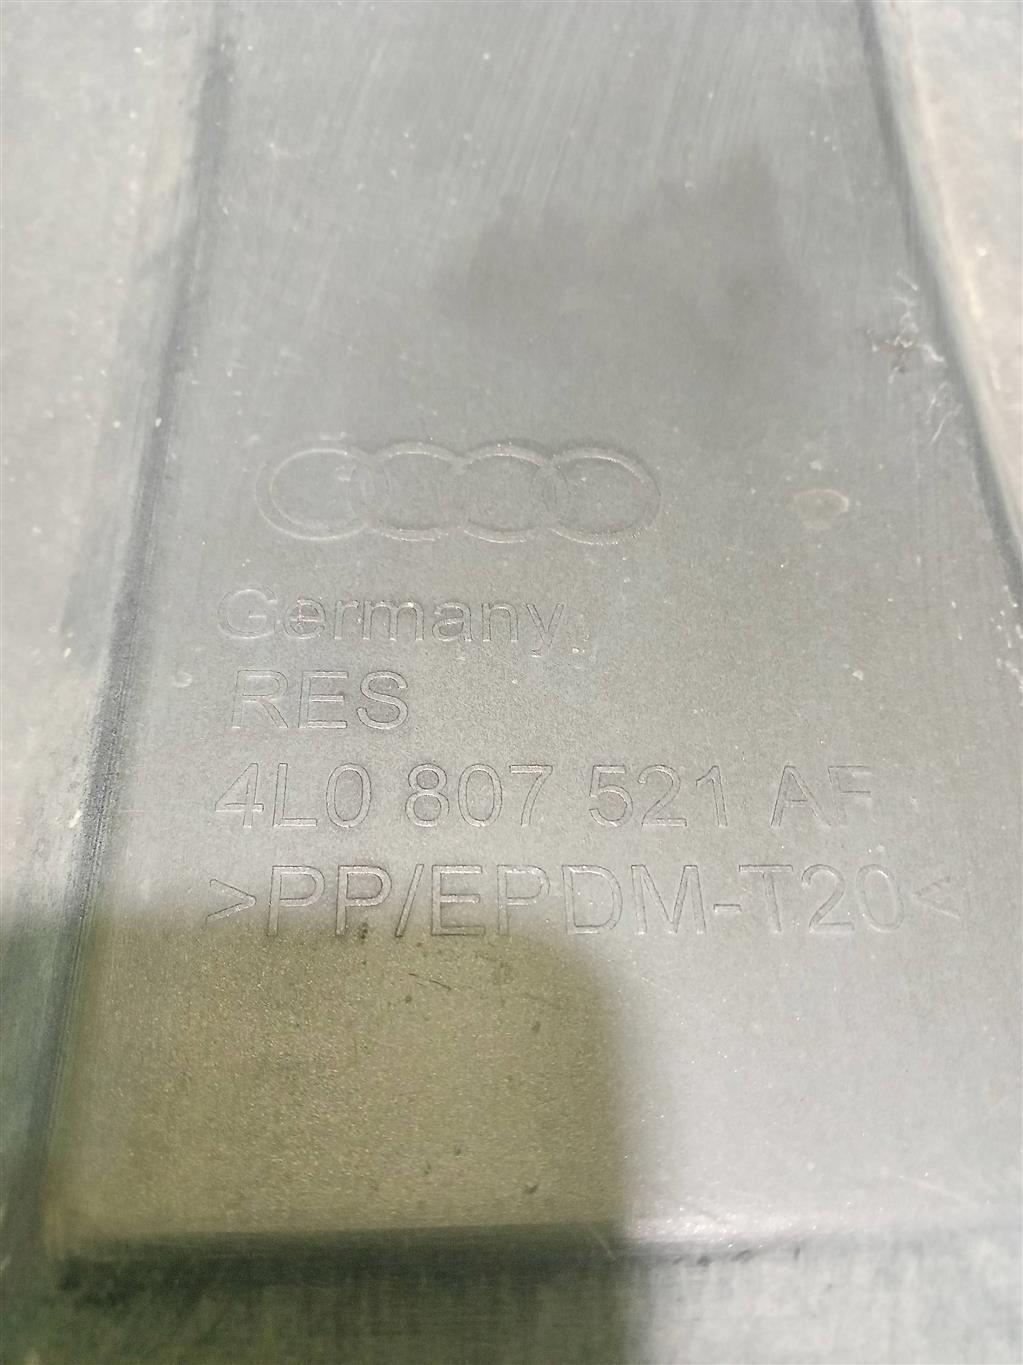 Germany
RES
4L0 807 521 AF
>PP/EPDM-T20<